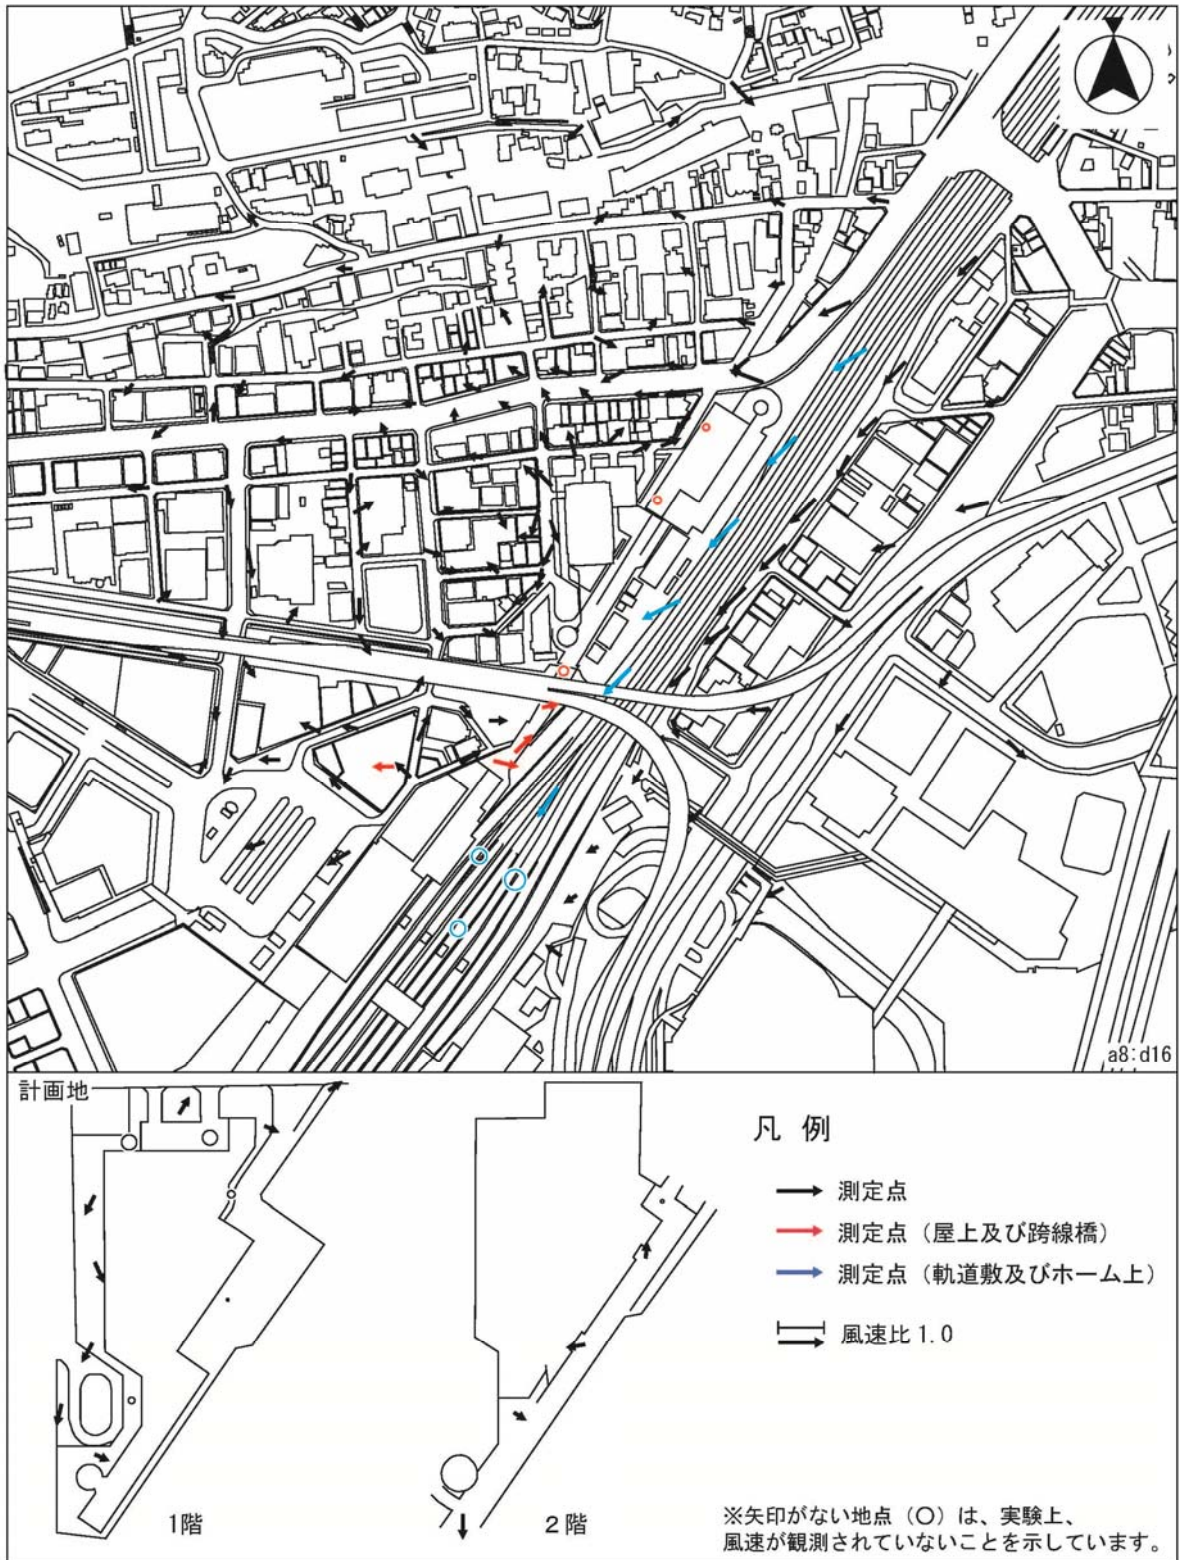 a8:d16
計画地
凡 例
測定点
測定点（屋上及び跨線橋）
測定点（軌道敷及びホーム上）
風速比 1.0
1階
2階
※矢印がない地点（○）は、実験上、
風速が観測されていないことを示しています。